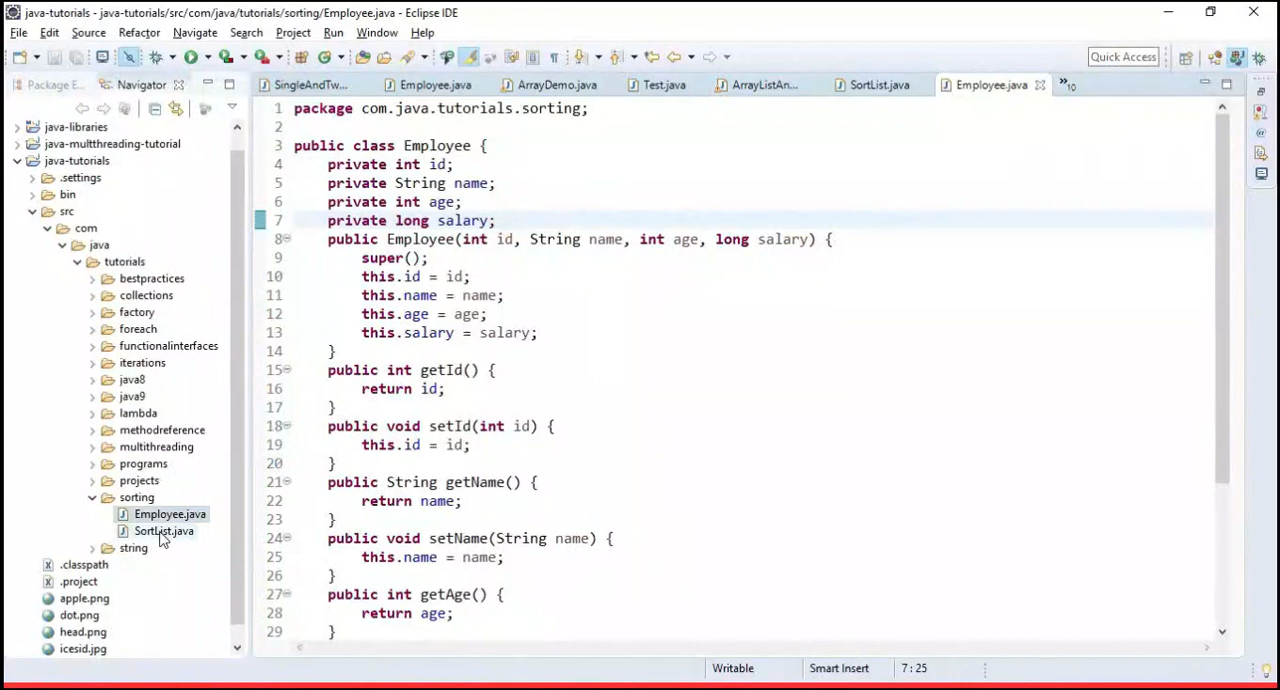 java-tutorials - java-tutorials/src/com/java/tutorials/sorting/Employee.java - Eclipse IDE
File Edit Source Refactor Navigate Search Project Run Window Help
Quick Access
Package E... Navigator
SingleAndTw... Employee.java ArrayDemo.java Test.java ArrayListAn... SortList.java Employee.java »10
java-libraries
java-multthreading-tutorial
java-tutorials
.settings
bin
src
com
java
tutorials
bestpractices
collections
factory
foreach
functionalinterfaces
iterations
java8
java9
lambda
methodreference
multithreading
programs
projects
sorting
Employee.java
SortList.java
string
.classpath
.project
apple.png
dot.png
head.png
icesid.jpg
1 package com.java.tutorials.sorting;
2
3 public class Employee {
4 private int id;
5 private String name;
6 private int age;
7 private long salary;
8 public Employee(int id, String name, int age, long salary) {
9 super();
10 this.id = id;
11 this.name = name;
12 this.age = age;
13 this.salary = salary;
14 }
15 public int getId() {
16 return id;
17 }
18 public void setId(int id) {
19 this.id = id;
20 }
21 public String getName() {
22 return name;
23 }
24 public void setName(String name) {
25 this.name = name;
26 }
27 public int getAge() {
28 return age;
29 }
Writable Smart Insert 7 : 25